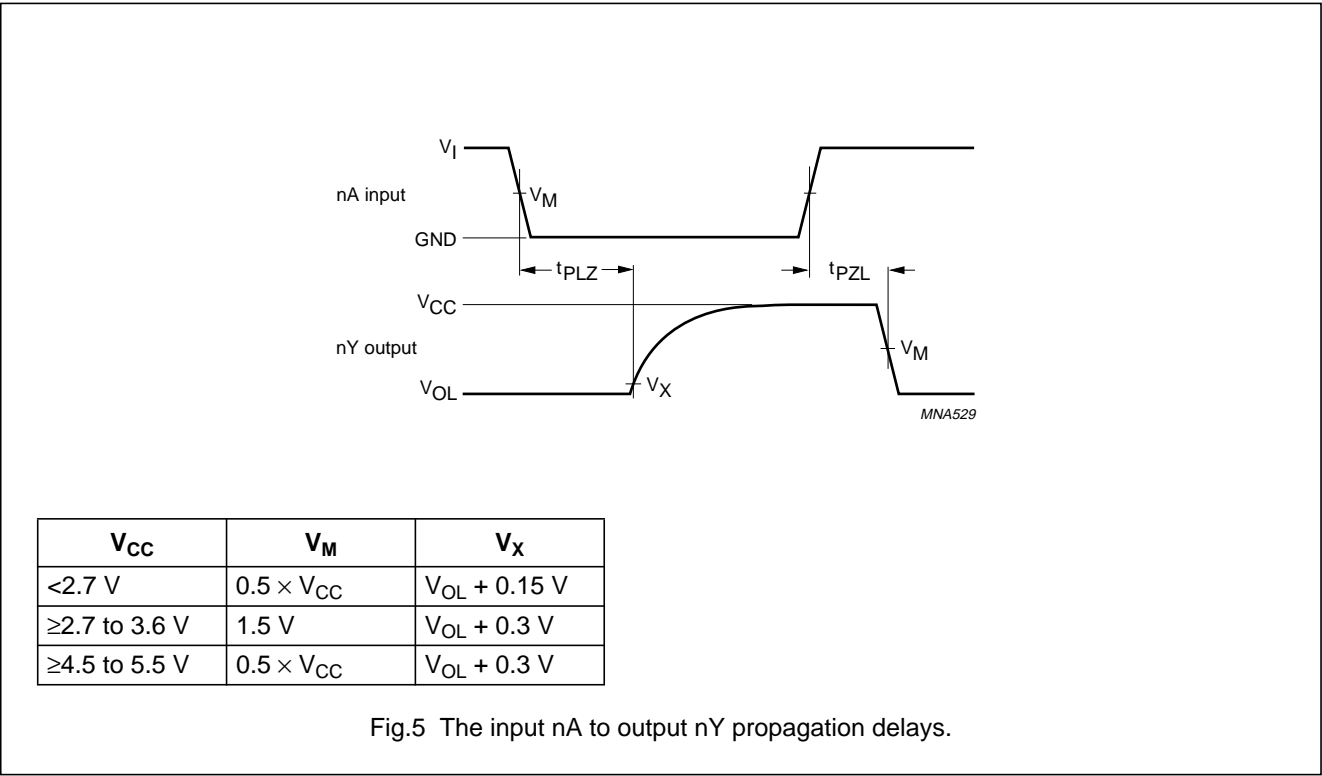 VI
nA input
VM
GND
tPLZ tPZL
VCC
nY output
VM
VOL
VX
MNA529
VCC VM VX
<2.7 V 0.5 × VCC VOL + 0.15 V
≥2.7 to 3.6 V 1.5 V VOL + 0.3 V
≥4.5 to 5.5 V 0.5 × VCC VOL + 0.3 V
Fig.5 The input nA to output nY propagation delays.